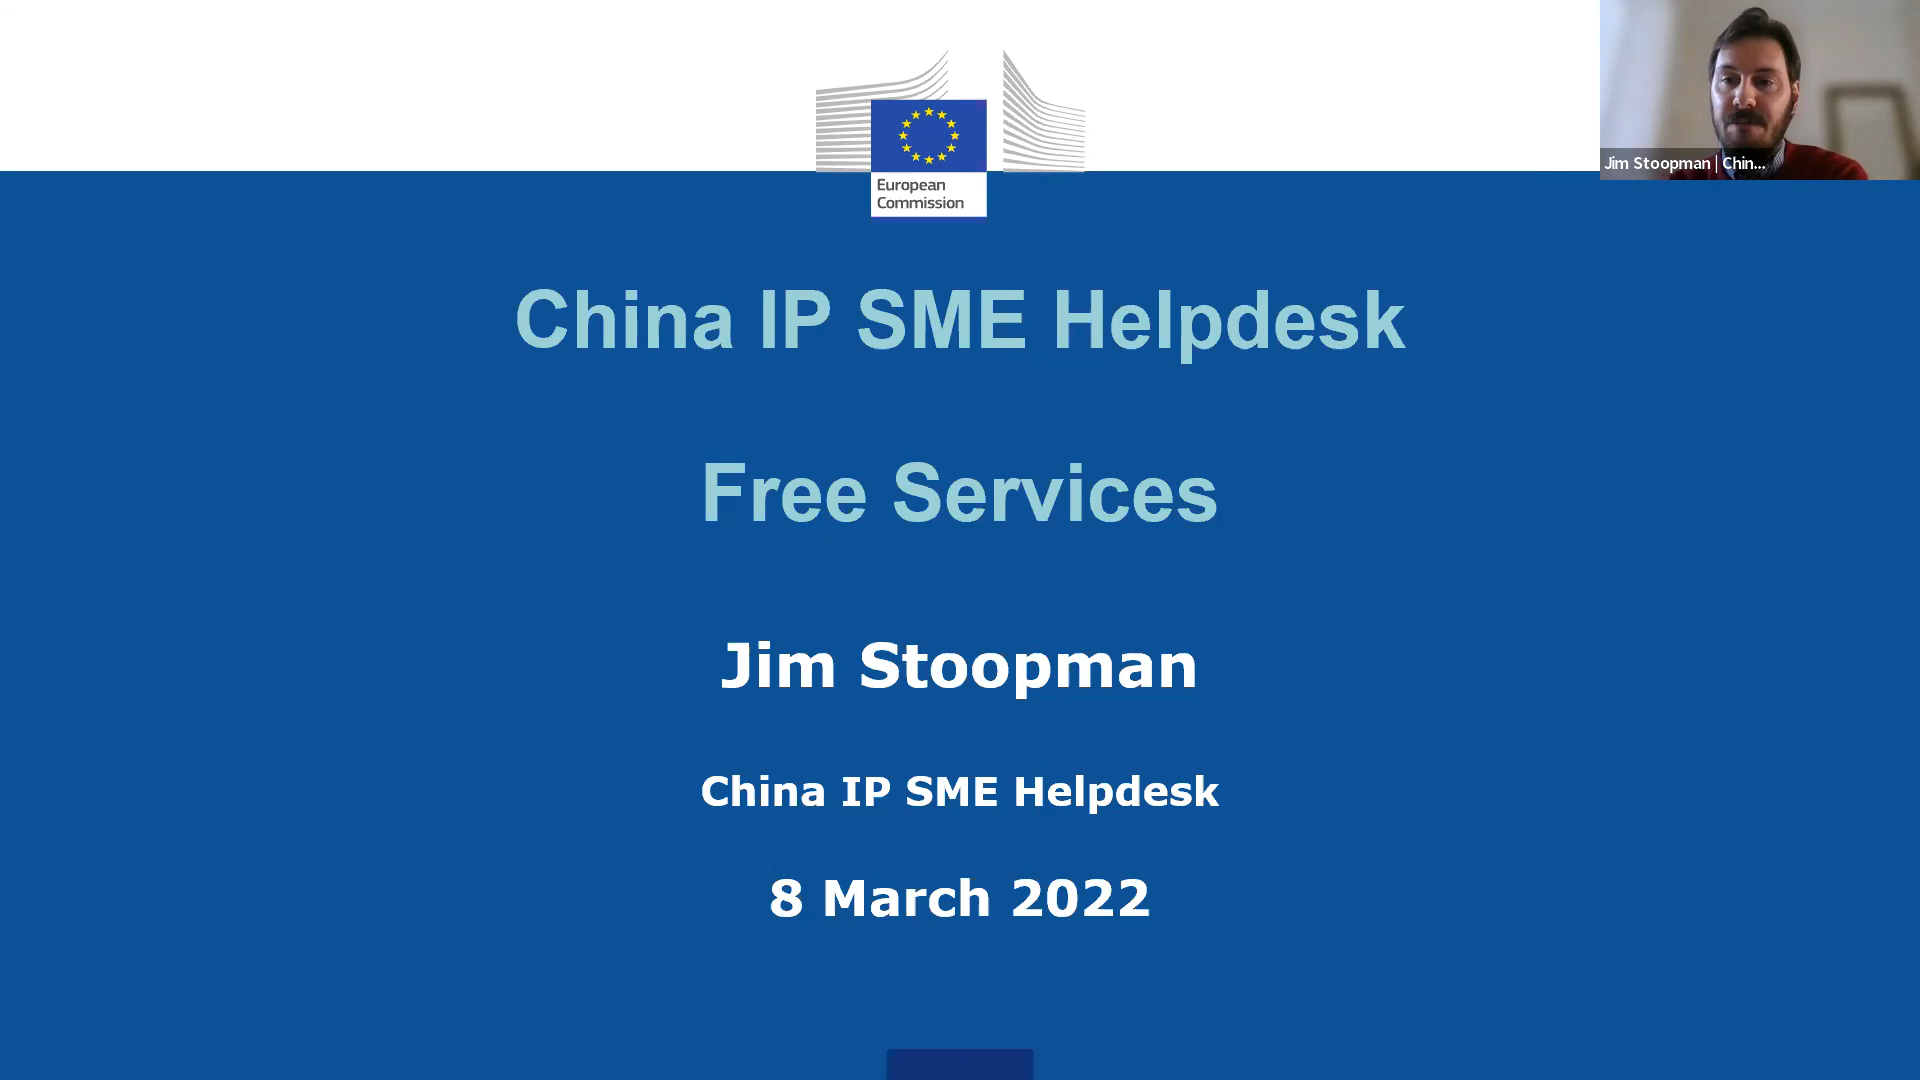 Jim Stoopman | Chin...
European
Commission
China IP SME Helpdesk
Free Services
Jim Stoopman
China IP SME Helpdesk
8 March 2022